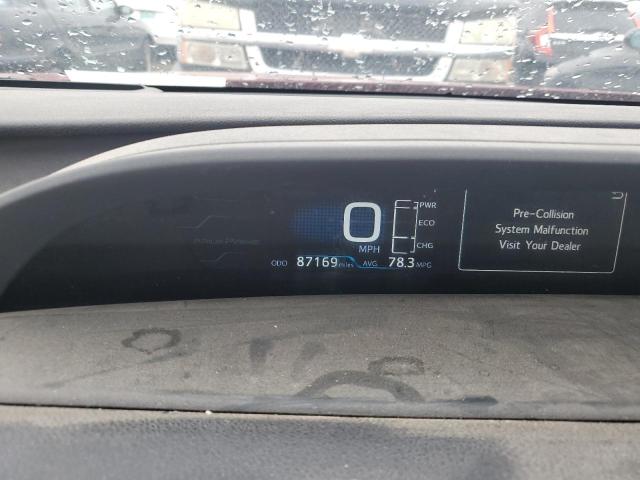 0
MPH
PWR
ECO
CHG
ODO 87169 miles AVG 78.3 MPG
Pre-Collision
System Malfunction
Visit Your Dealer